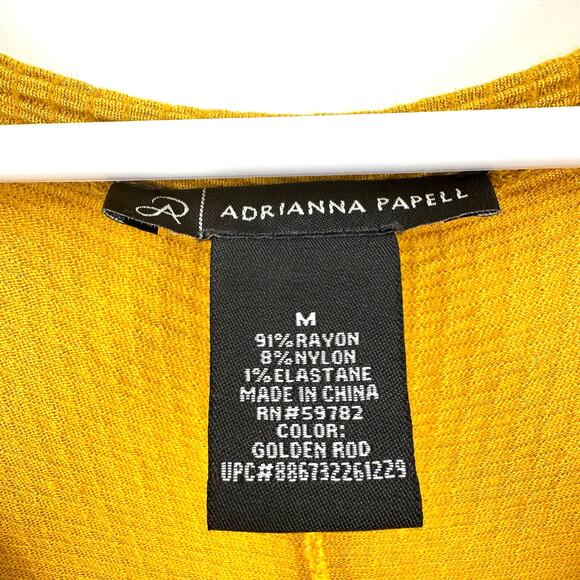 ADRIANNA PAPELL
M
91% RAYON
8% NYLON
1% ELASTANE
MADE IN CHINA
RN#59782
COLOR:
GOLDEN ROD
UPC#886732261229